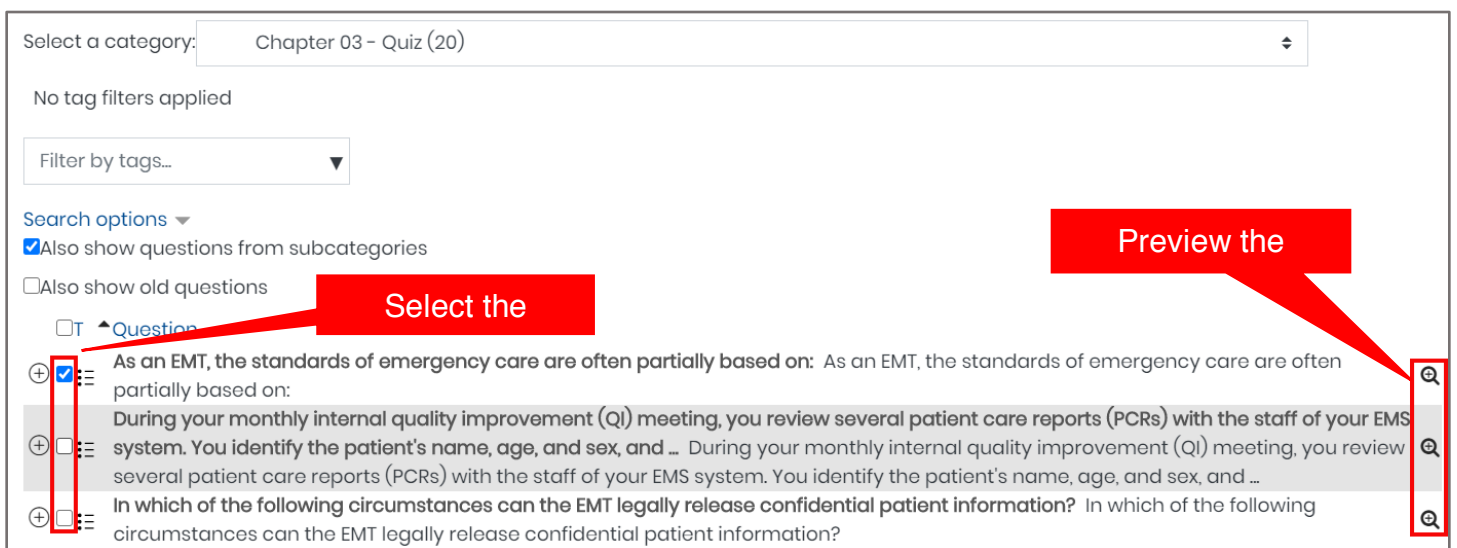 Select a category: Chapter 03 - Quiz (20)
No tag filters applied
Filter by tags...
Search options
Also show questions from subcategories
Preview the
Also show old questions
Select the
T Question
As an EMT, the standards of emergency care are often partially based on: As an EMT, the standards of emergency care are often
partially based on:
During your monthly internal quality improvement (QI) meeting, you review several patient care reports (PCRs) with the staff of your EMS
system. You identify the patient's name, age, and sex, and ... During your monthly internal quality improvement (QI) meeting, you review
several patient care reports (PCRs) with the staff of your EMS system. You identify the patient's name, age, and sex, and ...
In which of the following circumstances can the EMT legally release confidential patient information? In which of the following
circumstances can the EMT legally release confidential patient information?